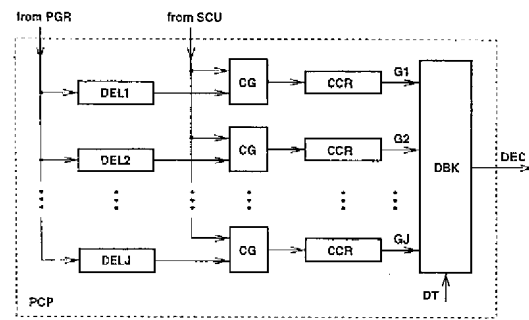 from PGR
from SCU
DEL1
CG
CCR
G1
DEL2
CG
CCR
G2
DBK
DEC
DELJ
CG
CCR
GJ
PCP
DT